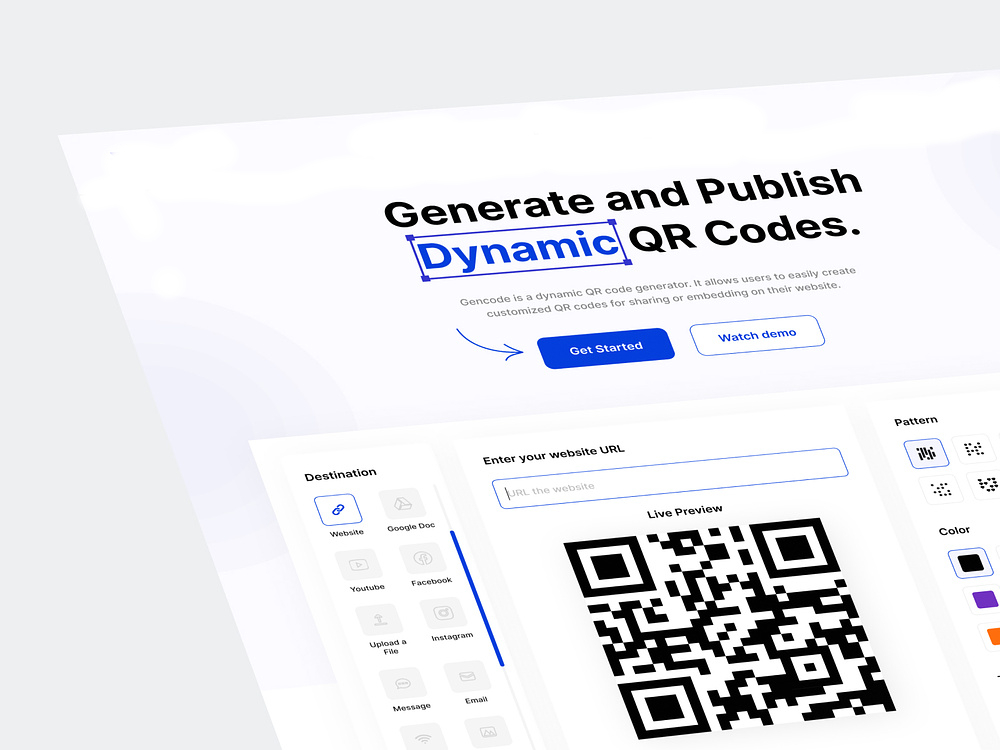 Generate and Publish
Dynamic QR Codes.
Gencode is a dynamic QR code generator. It allows users to easily create
customized QR codes for sharing or embedding on their website.
Get Started
Watch demo
Destination
Website
Google Doc
Youtube
Facebook
Upload a
File
Instagram
Message
Email
Enter your website URL
URL the website
Live Preview
Pattern
Color